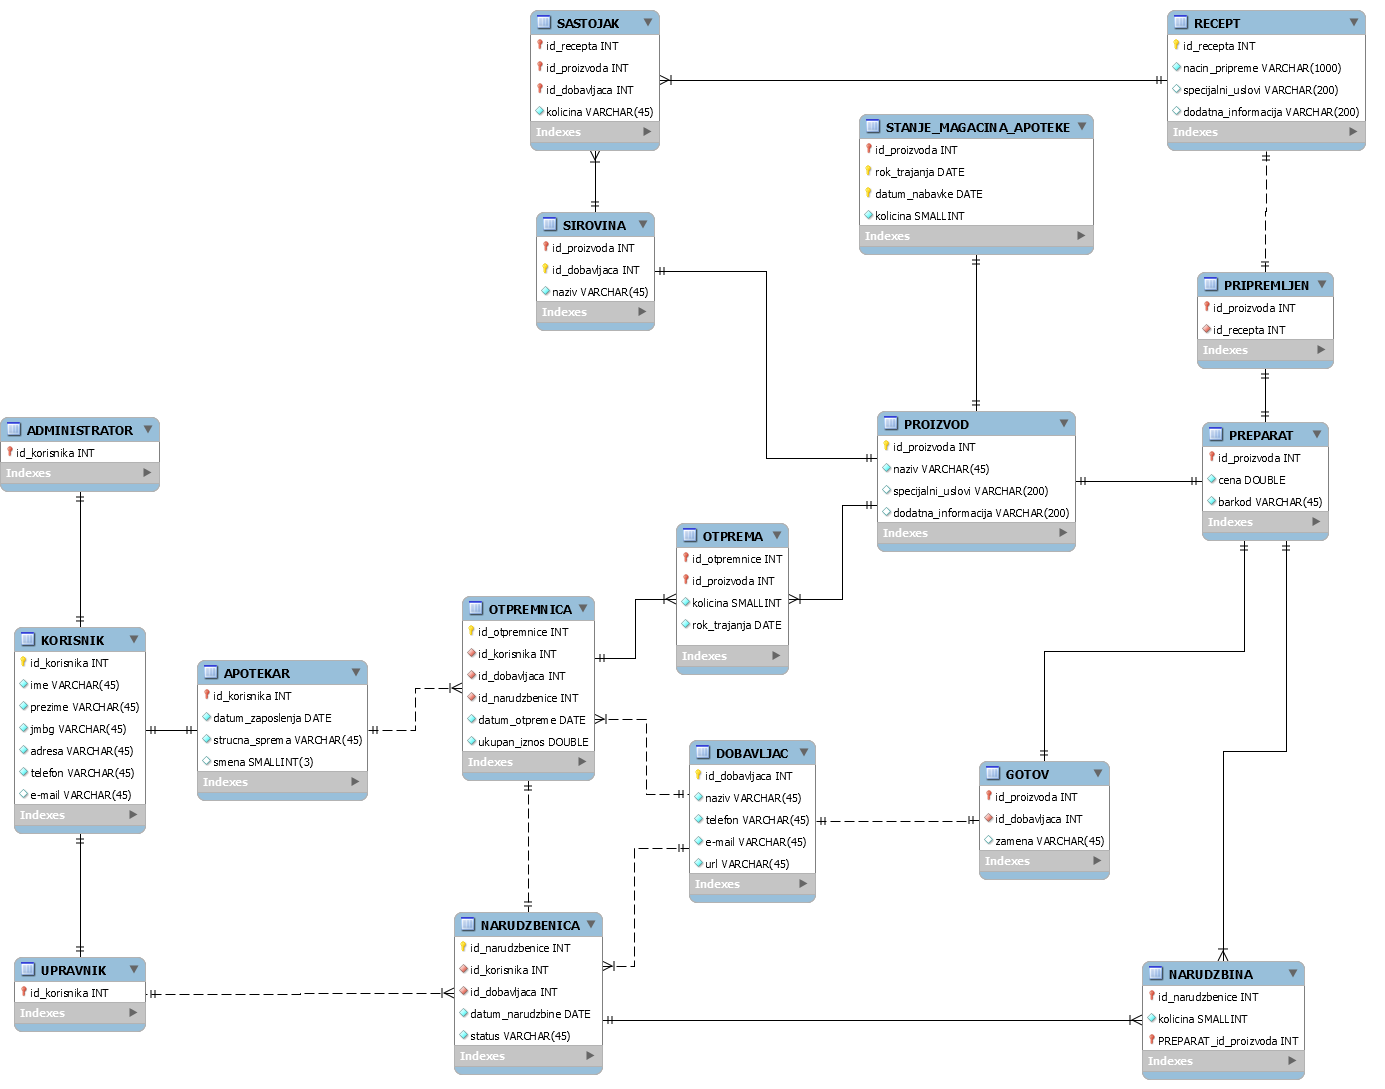 SASTOJAK
id_recepta INT
id_proizvoda INT
id_dobavljaca INT
kolicina VARCHAR(45)
Indexes
RECEPT
id_recepta INT
nacin_pripreme VARCHAR(1000)
specijalni_uslovi VARCHAR(200)
dodatna_informacija VARCHAR(200)
Indexes
STANJE_MAGACINA_APOTEKE
id_proizvoda INT
rok_trajanja DATE
datum_nabavke DATE
kolicina SMALLINT
Indexes
SIROVINA
id_proizvoda INT
id_dobavljaca INT
naziv VARCHAR(45)
Indexes
PRIPREMLJEN
id_proizvoda INT
id_recepta INT
Indexes
ADMINISTRATOR
id_korisnika INT
Indexes
PROIZVOD
id_proizvoda INT
naziv VARCHAR(45)
specijalni_uslovi VARCHAR(200)
dodatna_informacija VARCHAR(200)
Indexes
PREPARAT
id_proizvoda INT
cena DOUBLE
barkod VARCHAR(45)
Indexes
OTPREMA
id_otpremnice INT
id_proizvoda INT
kolicina SMALLINT
rok_trajanja DATE
Indexes
OTPREMNICA
id_otpremnice INT
id_korisnika INT
id_dobavljaca INT
id_narudzbenice INT
datum_otpreme DATE
ukupan_iznos DOUBLE
Indexes
KORISNIK
id_korisnika INT
ime VARCHAR(45)
prezime VARCHAR(45)
jmbg VARCHAR(45)
adresa VARCHAR(45)
telefon VARCHAR(45)
e-mail VARCHAR(45)
Indexes
APOTEKAR
id_korisnika INT
datum_zaposlenja DATE
strucna_sprema VARCHAR(45)
smena SMALLINT(3)
Indexes
DOBAVLJAC
id_dobavljaca INT
naziv VARCHAR(45)
telefon VARCHAR(45)
e-mail VARCHAR(45)
url VARCHAR(45)
Indexes
GOTOV
id_proizvoda INT
id_dobavljaca INT
zamena VARCHAR(45)
Indexes
NARUDZBENICA
id_narudzbenice INT
id_korisnika INT
id_dobavljaca INT
datum_narudzbine DATE
status VARCHAR(45)
Indexes
UPRAVNIK
id_korisnika INT
Indexes
NARUDZBINA
id_narudzbenice INT
kolicina SMALLINT
PREPARAT_id_proizvoda INT
Indexes